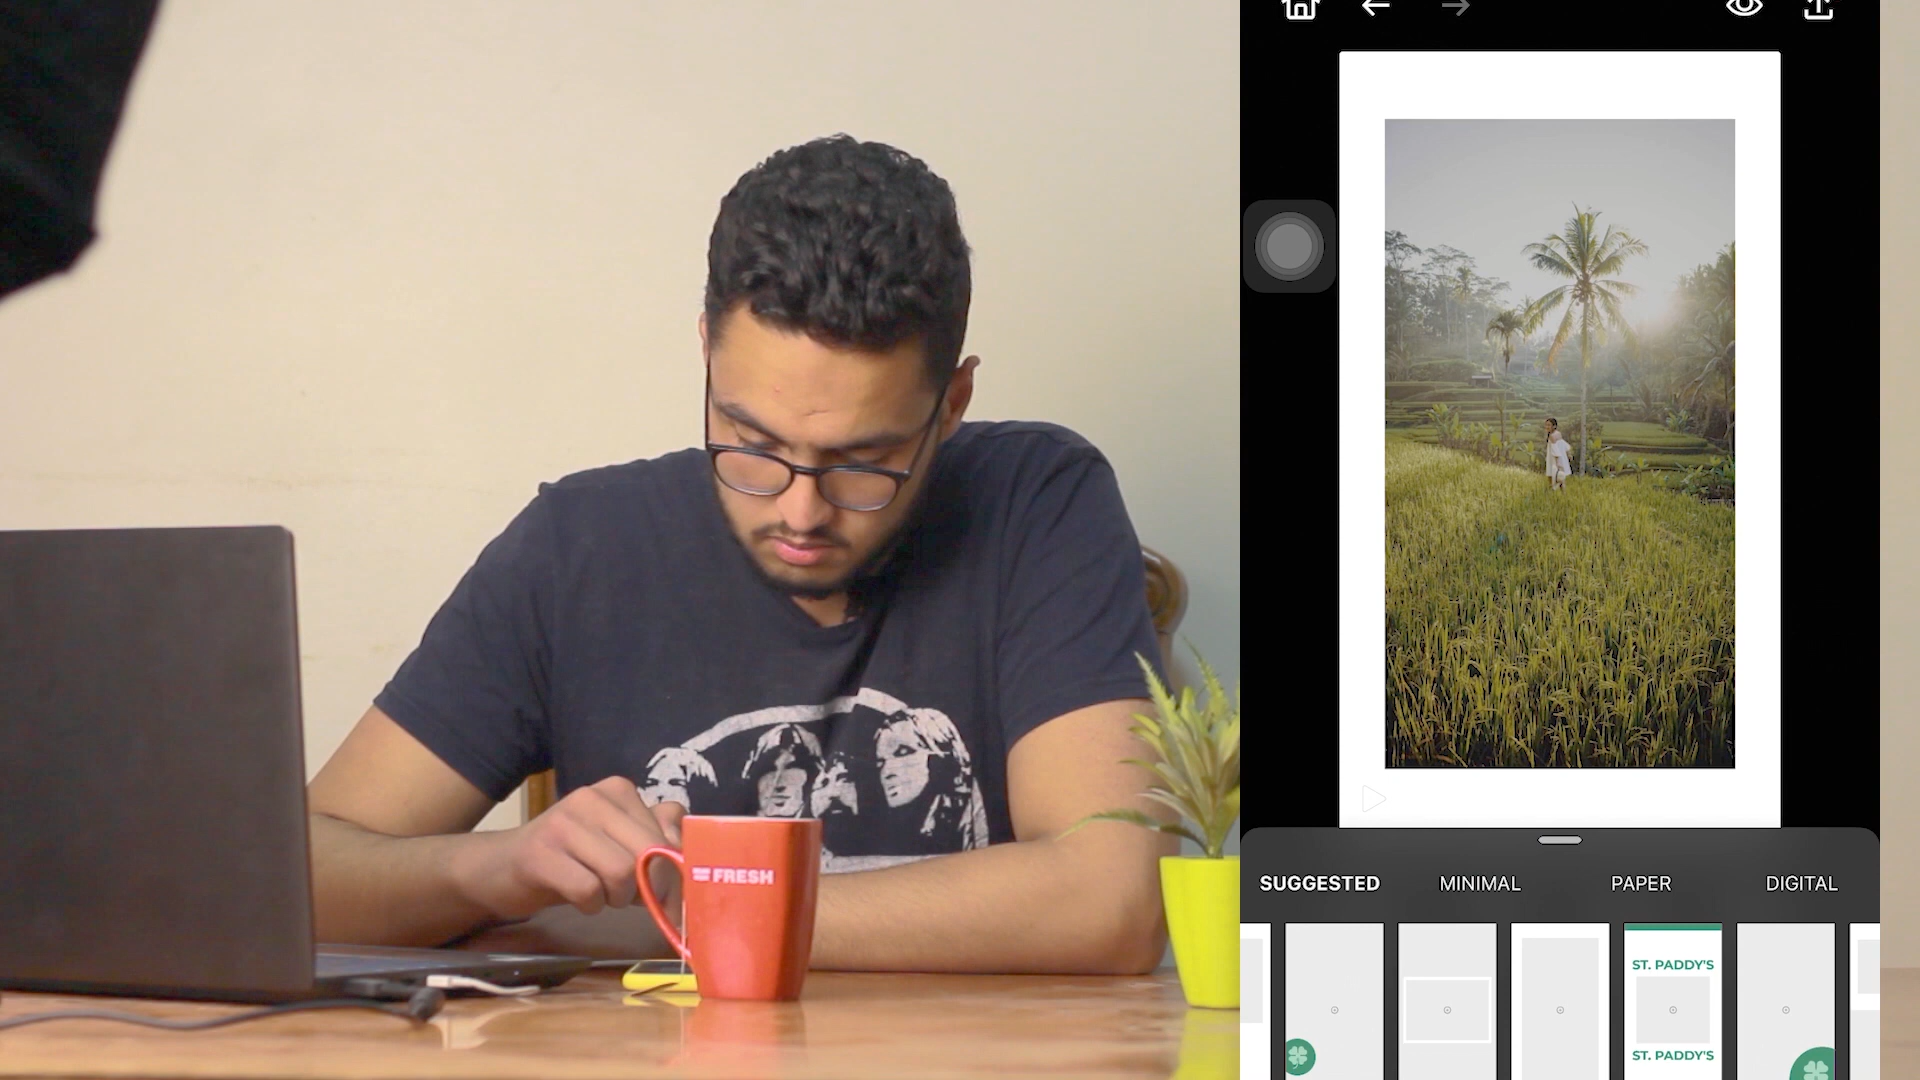 FRESH
SUGGESTED
MINIMAL
PAPER
DIGITAL
ST. PADDY'S
ST. PADDY'S